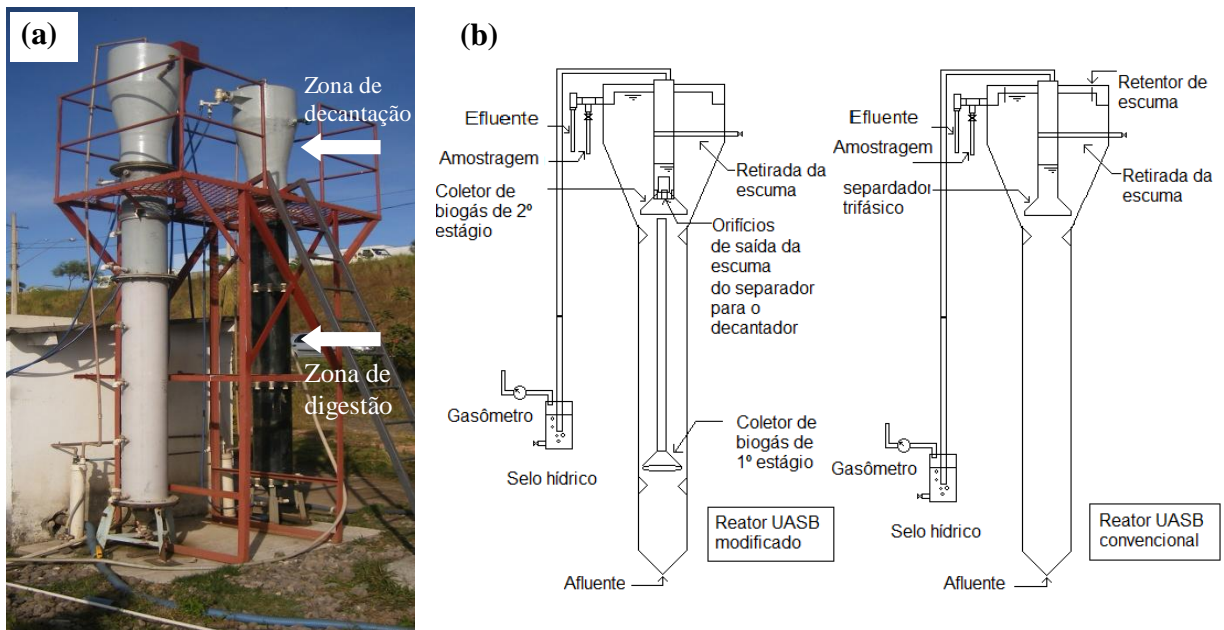 (a)
Zona de
decantação
Zona de
digestão
(b)
Efluente
Amostragem
Coletor de
biogás de 2º
estágio
Retirada da
escuma
Orifícios
de saída da
escuma
do separador
para o
decantador
Gasômetro
Selo hídrico
Coletor de
biogás de
1º estágio
Reator UASB
modificado
Afluente
Retentor de
escuma
Efluente
Amostragem
separdador
trifásico
Retirada da
escuma
Gasômetro
Selo hídrico
Reator UASB
convencional
Afluente